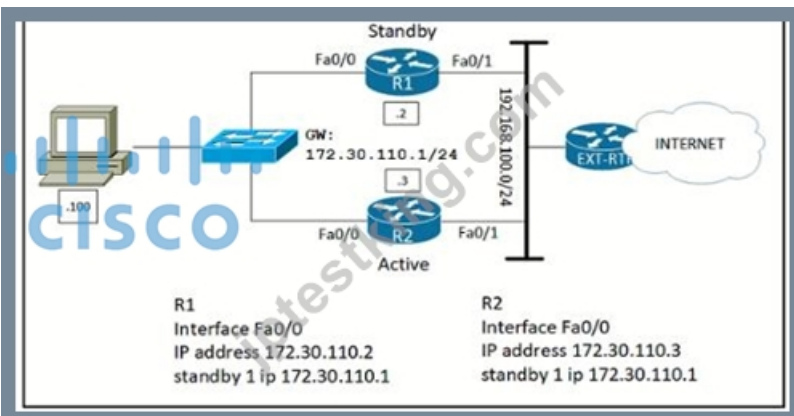 Standby
Fa0/0
Fa0/1
R1
.2
GW:
172.30.110.1/24
192.168.100.0/24
INTERNET
.3
.100
CISCO
R2
Fa0/0
Fa0/1
Active
R1
Interface Fa0/0
IP address 172.30.110.2
standby 1 ip 172.30.110.1
R2
Interface Fa0/0
IP address 172.30.110.3
standby 1 ip 172.30.110.1